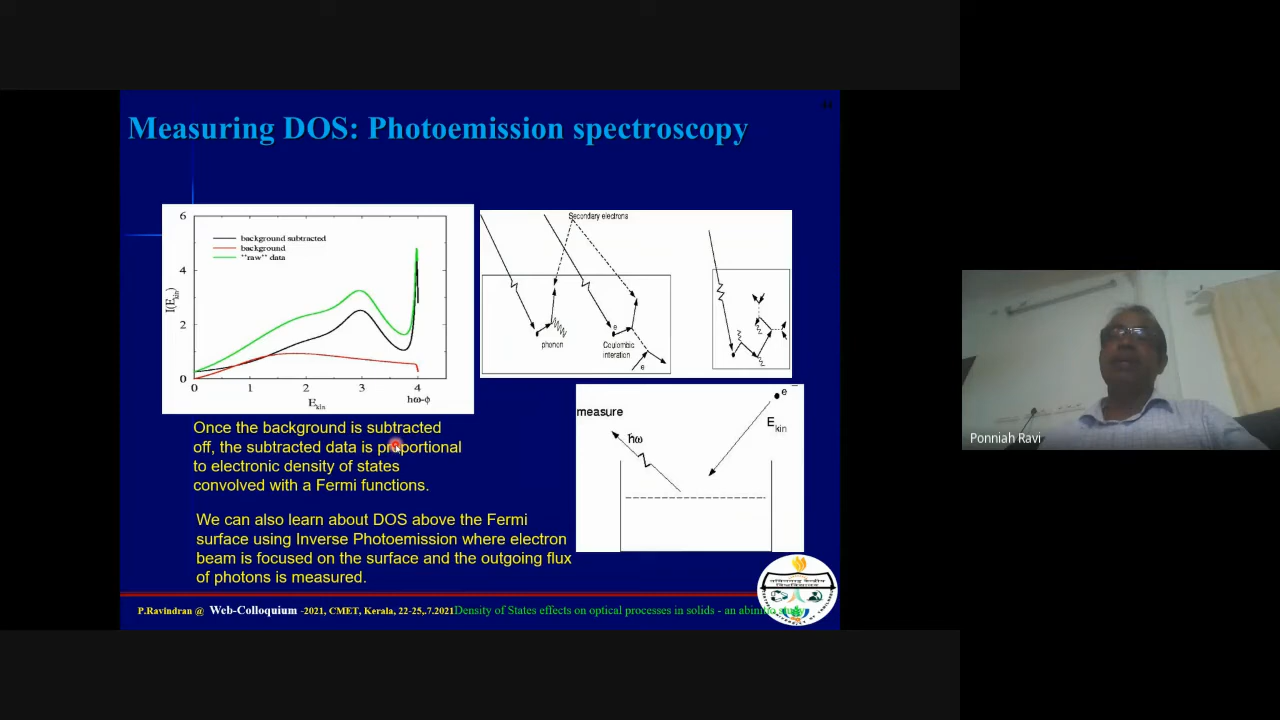 44
Measuring DOS: Photoemission spectroscopy
6
4
2
0
background subtracted
background
"raw" data
I(E_kin)
0 1 2 3 4
E_kin
ħω-ϕ
Secondary electrons
phonon
e
Coulombic
interation
e
Once the background is subtracted
off, the subtracted data is proportional
to electronic density of states
convolved with a Fermi functions.
measure
ħω
e⁻
E_kin
We can also learn about DOS above the Fermi
surface using Inverse Photoemission where electron
beam is focused on the surface and the outgoing flux
of photons is measured.
P.Ravindran @ Web-Colloquium -2021, CMET, Kerala, 22-25,.7.2021 Density of States effects on optical processes in solids - an
Ponniah Ravi